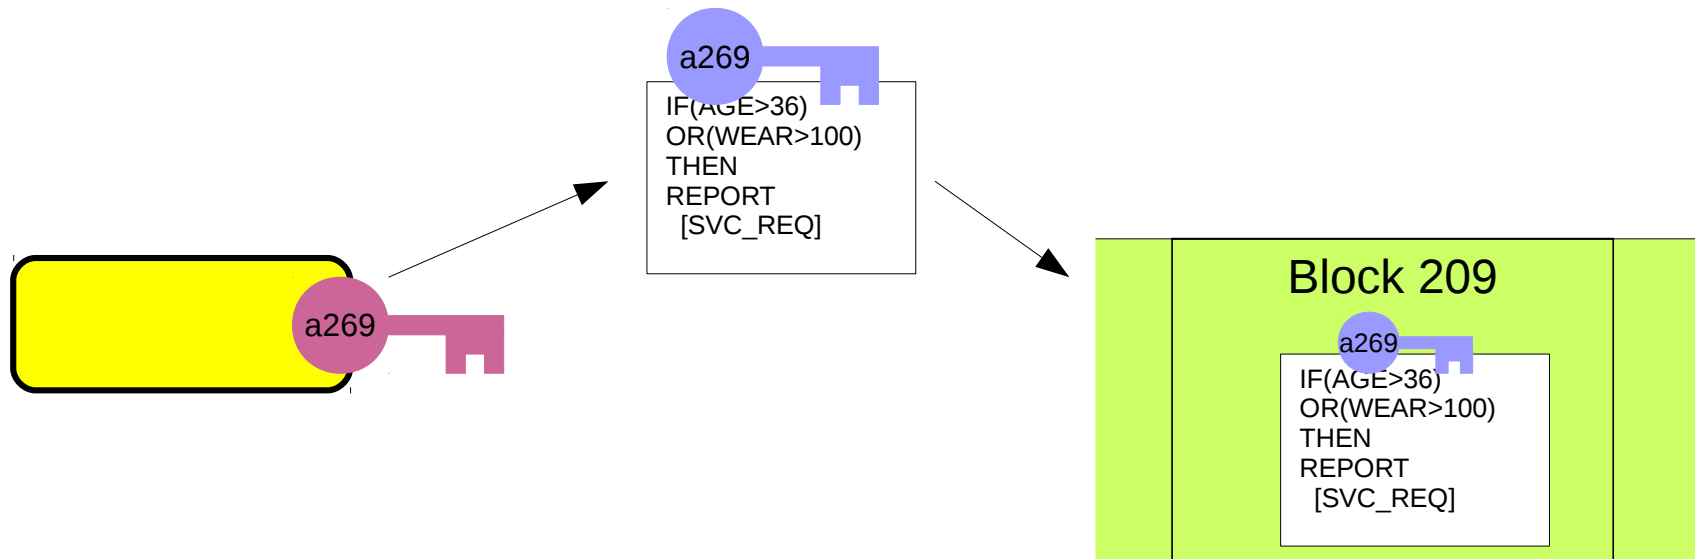 a269
IF(AGE>36)
OR(WEAR>100)
THEN
REPORT
[SVC_REQ]
a269
Block 209
a269
IF(AGE>36)
OR(WEAR>100)
THEN
REPORT
[SVC_REQ]